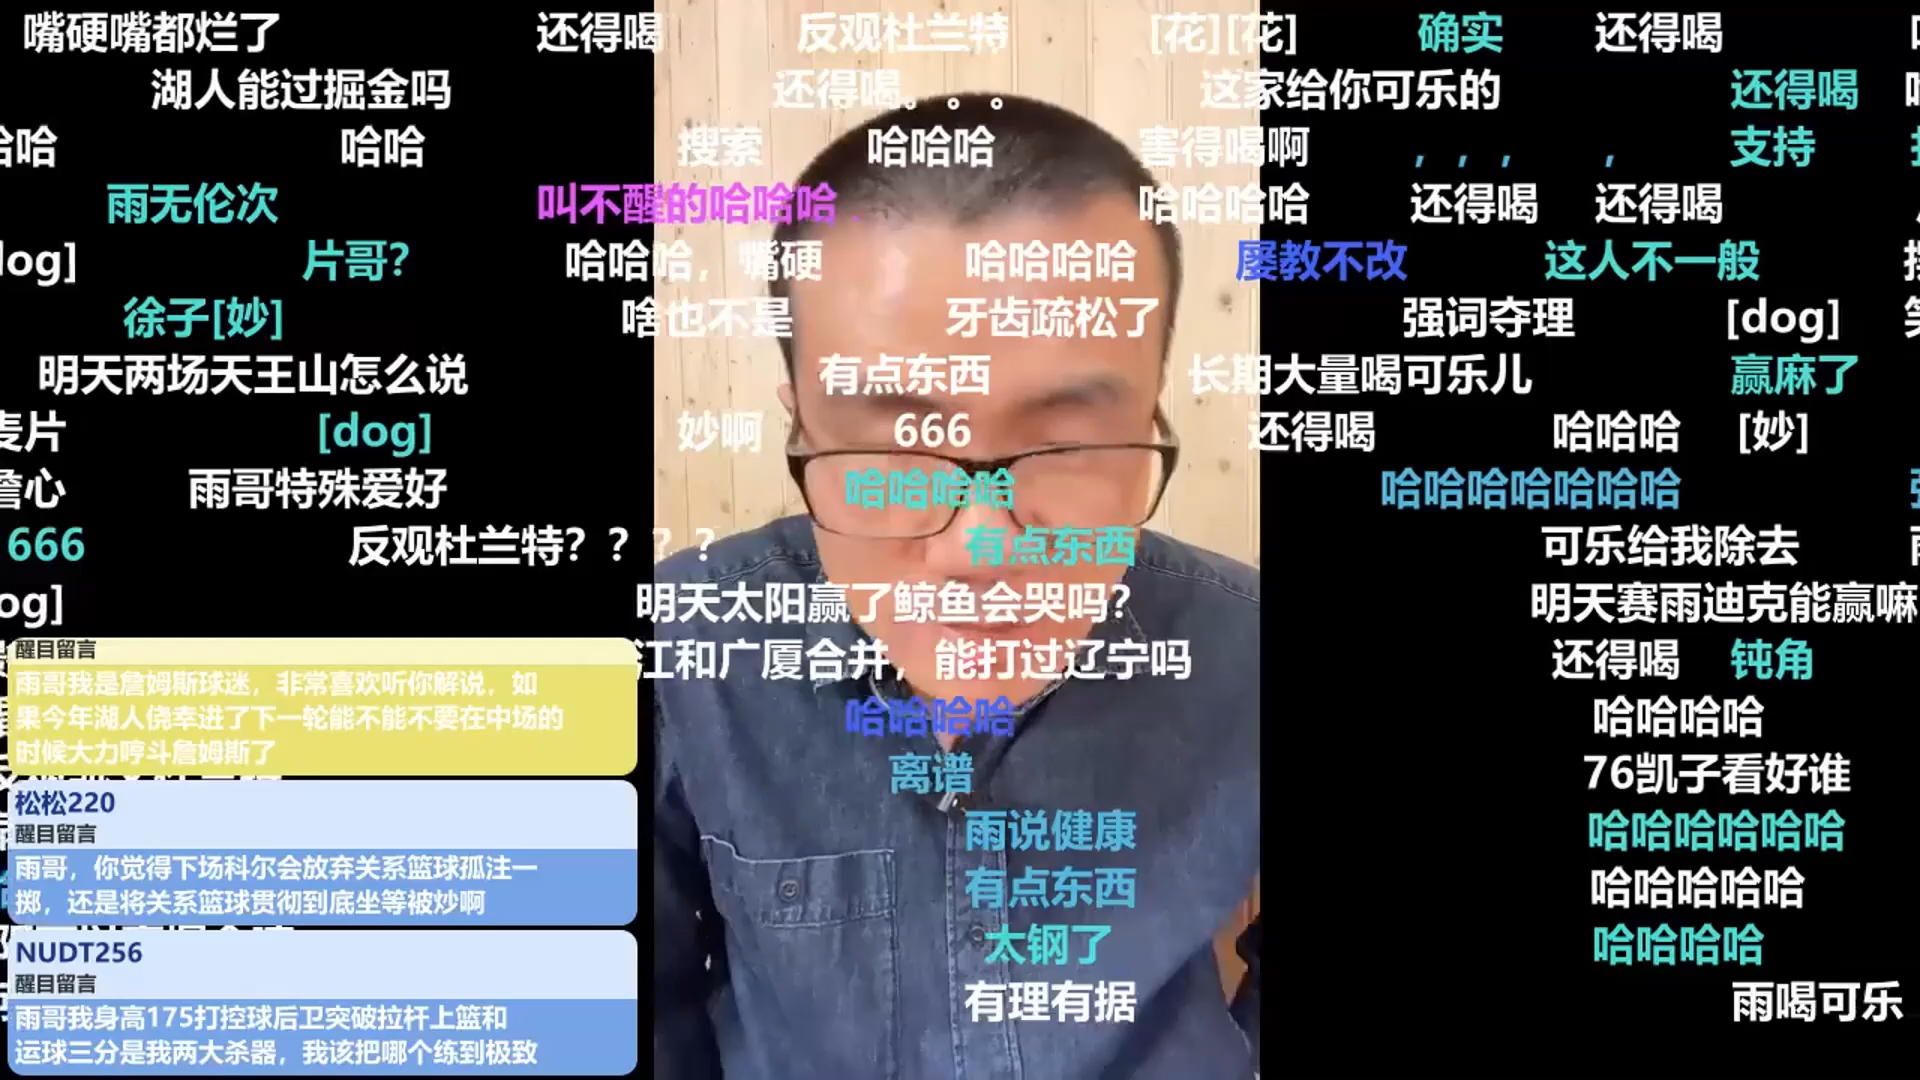 嘴硬嘴都烂了 还得喝 反观杜兰特 [花][花] 确实 还得喝
湖人能过掘金吗 还得喝。。。 这家给你可乐的 还得喝
哈哈 哈哈 搜索 哈哈哈 害得喝啊 ，，， ， 支持
雨无伦次 叫不醒的哈哈哈 哈哈哈哈 还得喝 还得喝
dog] 片哥？ 哈哈哈，嘴硬 哈哈哈哈 屡教不改 这人不一般
徐子[妙] 啥也不是 牙齿疏松了 强词夺理 [dog]
明天两场天王山怎么说 有点东西 长期大量喝可乐儿 赢麻了
麦片 [dog] 妙啊 666 还得喝 哈哈哈 [妙]
詹心 雨哥特殊爱好 哈哈哈哈 哈哈哈哈哈哈哈
666 反观杜兰特？？？？ 有点东西 可乐给我除去
og] 明天太阳赢了鲸鱼会哭吗？ 明天赛雨迪克能赢嘛
江和广厦合并，能打过辽宁吗 还得喝 钝角
哈哈哈哈 哈哈哈哈
离谱 76凯子看好谁
雨说健康 哈哈哈哈哈哈
有点东西 哈哈哈哈哈
太钢了 哈哈哈哈
有理有据 雨喝可乐
醒目留言
雨哥我是詹姆斯球迷，非常喜欢听你解说，如
果今年湖人侥幸进了下一轮能不能不要在中场的
时候大力哼斗詹姆斯了
松松220
醒目留言
雨哥，你觉得下场科尔会放弃关系篮球孤注一
掷，还是将关系篮球贯彻到底坐等被炒啊
NUDT256
醒目留言
雨哥我身高175打控球后卫突破拉杆上篮和
运球三分是我两大杀器，我该把哪个练到极致